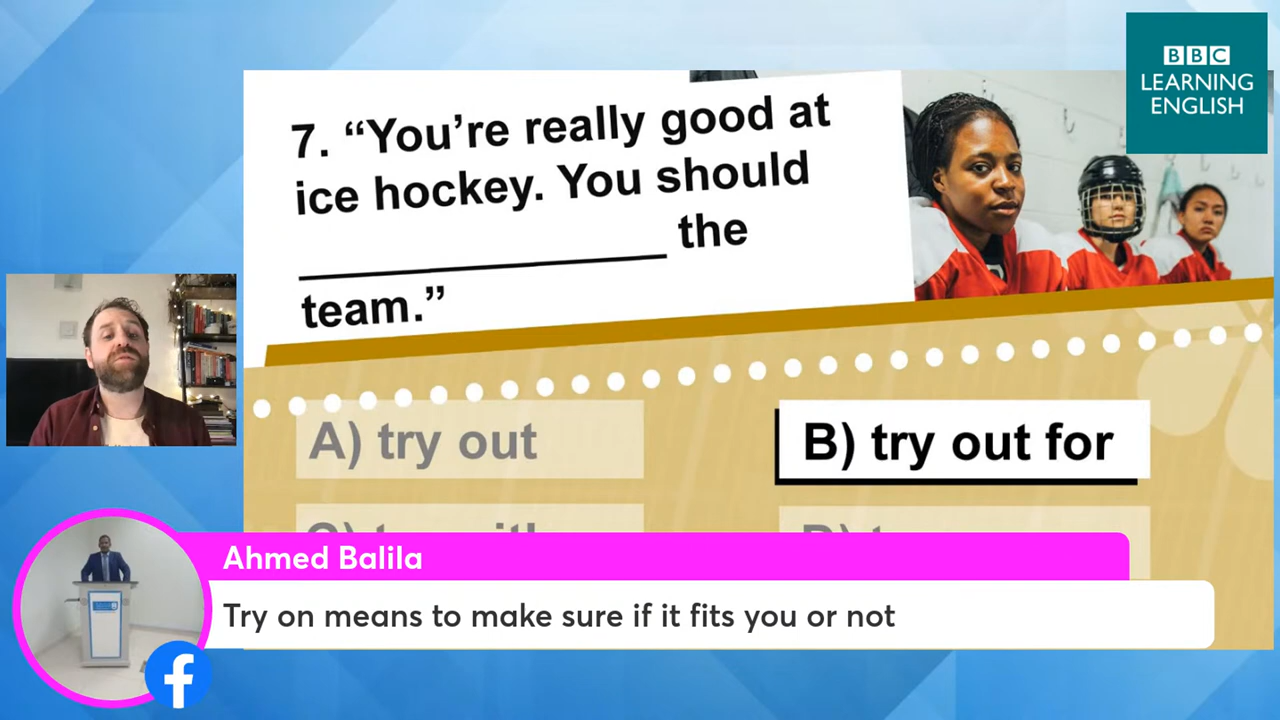 BBC
LEARNING
ENGLISH
7. “You’re really good at
ice hockey. You should
_______________ the
team.”
A) try out
B) try out for
Ahmed Balila
Try on means to make sure if it fits you or not